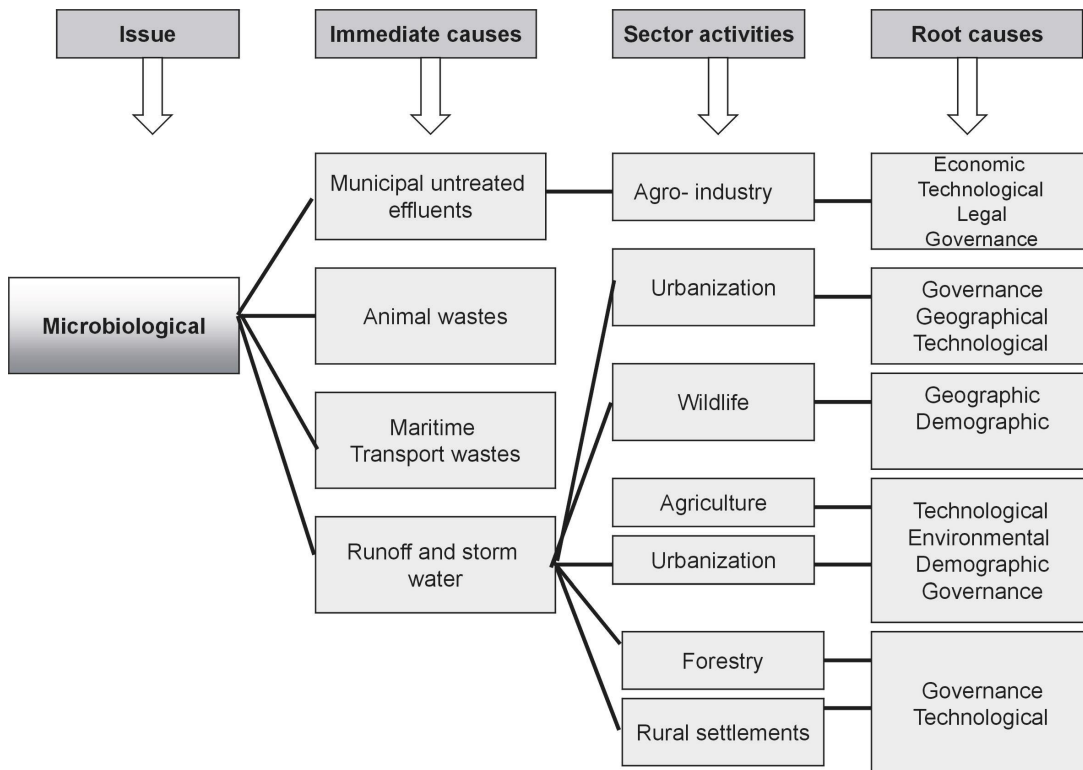 Issue
Immediate causes
Sector activities
Root causes
Microbiological
Municipal untreated
effluents
Animal wastes
Maritime
Transport wastes
Runoff and storm
water
Agro- industry
Urbanization
Wildlife
Agriculture
Urbanization
Forestry
Rural settlements
Economic
Technological
Legal
Governance
Governance
Geographical
Technological
Geographic
Demographic
Technological
Environmental
Demographic
Governance
Governance
Technological